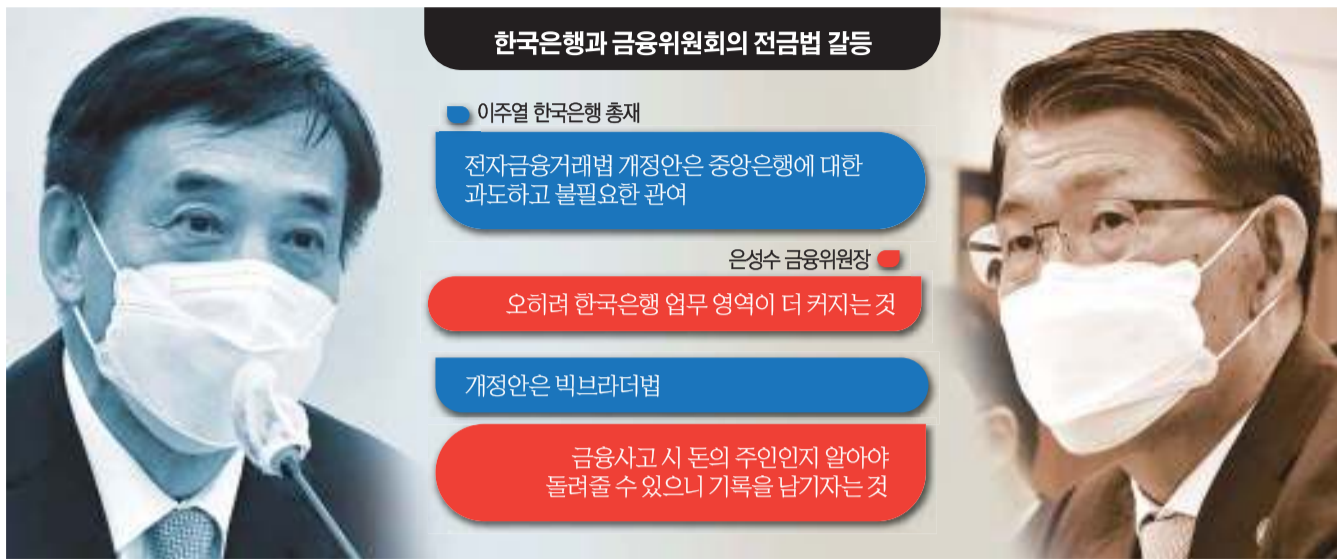 한국은행과 금융위원회의 전금법 갈등
이주열 한국은행 총재
전자금융거래법 개정안은 중앙은행에 대한
과도하고 불필요한 관여
은성수 금융위원장
오히려 한국은행 업무 영역이 더 커지는 것
개정안은 빅브라더법
금융사고 시 돈의 주인인지 알아야
돌려줄 수 있으니 기록을 남기자는 것